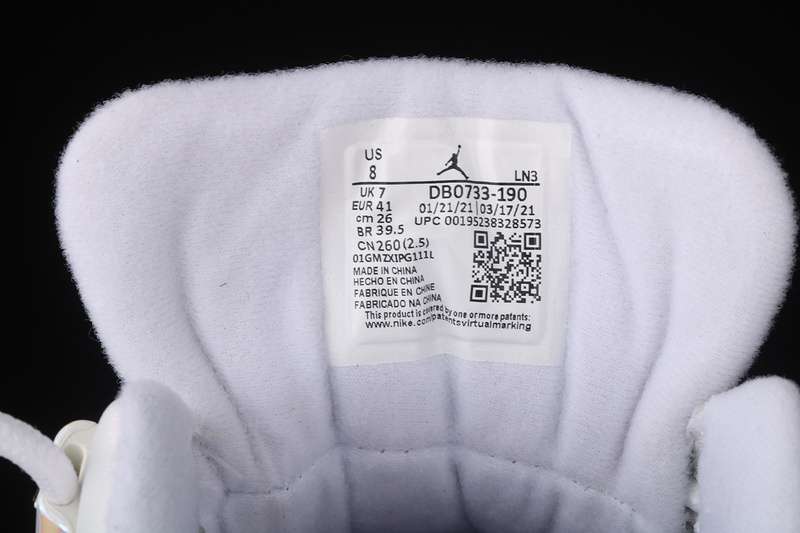 US
8
LN3
UK 7
DB0733-190
EUR 41
01/21/21 03/17/21
cm 26
UPC 00195238328573
BR 39.5
CN 260 (2.5)
01GMZXIPG111L
MADE IN CHINA
HECHO EN CHINA
FABRIQUE EN CHINE
FABRICADO NA CHINA
This product is covered by one or more patents:
www.nike.com/patentsvirtualmarking